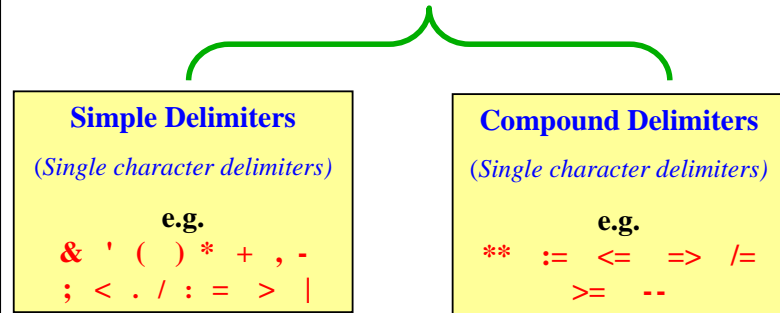 Simple Delimiters
(Single character delimiters)
e.g.
& ' ( ) * + , -
; < . / : = > |
Compound Delimiters
(Single character delimiters)
e.g.
** := <= => /=
>= --